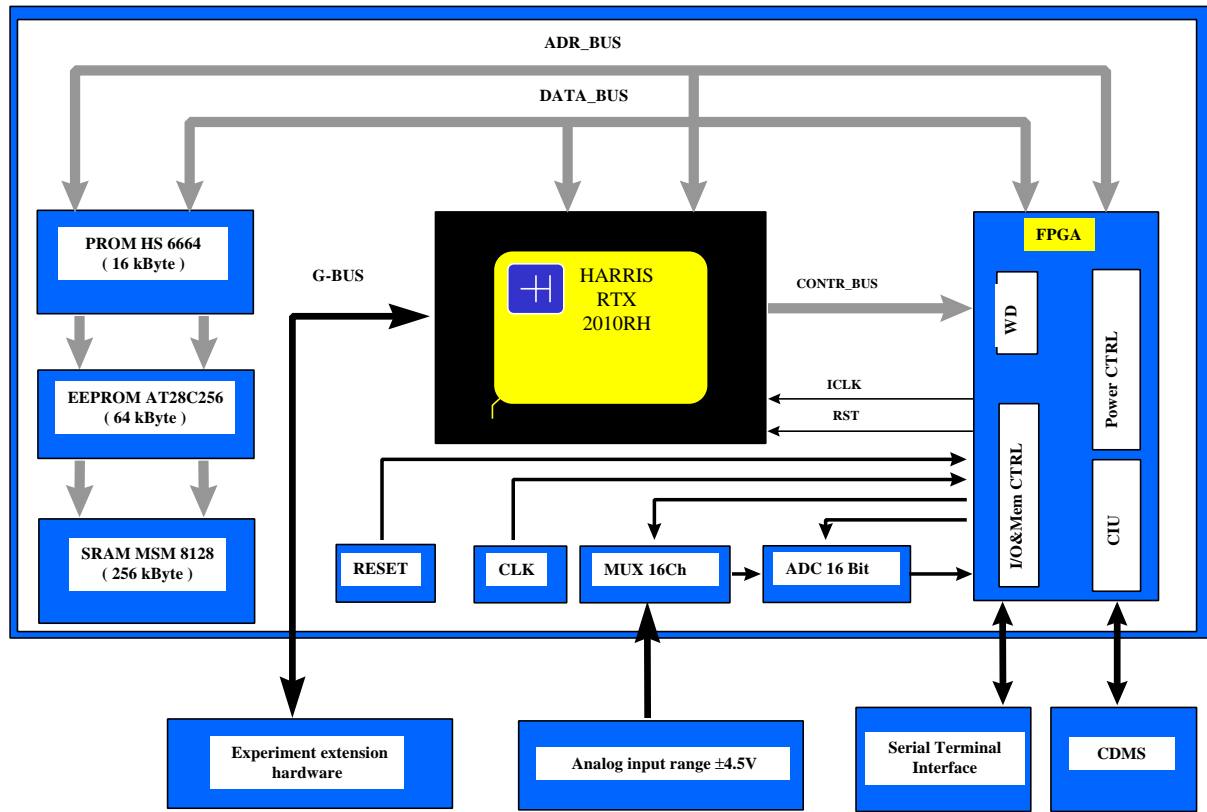 ADR_BUS
DATA_BUS
PROM HS 6664
( 16 kByte )
G-BUS
HARRIS
RTX
2010RH
CONTR_BUS
FPGA
WD
Power CTRL
EEPROM AT28C256
( 64 kByte )
ICLK
RST
I/O&Mem CTRL
CIU
SRAM MSM 8128
( 256 kByte )
RESET
CLK
MUX 16Ch
ADC 16 Bit
Experiment extension
hardware
Analog input range ±4.5V
Serial Terminal
Interface
CDMS